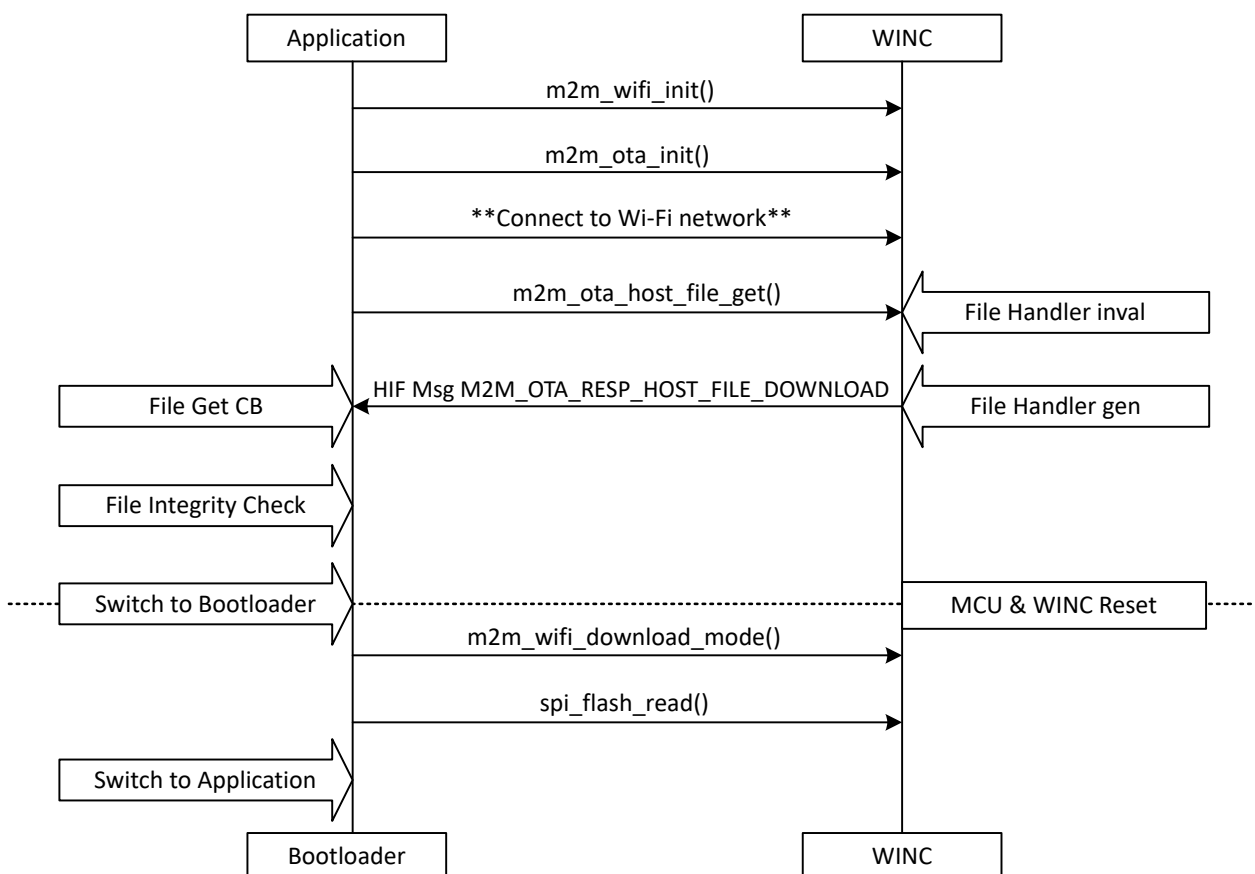 Application
WINC
m2m_wifi_init()
m2m_ota_init()
**Connect to Wi-Fi network**
m2m_ota_host_file_get()
File Handler inval
HIF Msg M2M_OTA_RESP_HOST_FILE_DOWNLOAD
File Get CB
File Handler gen
File Integrity Check
Switch to Bootloader
MCU & WINC Reset
m2m_wifi_download_mode()
spi_flash_read()
Switch to Application
Bootloader
WINC